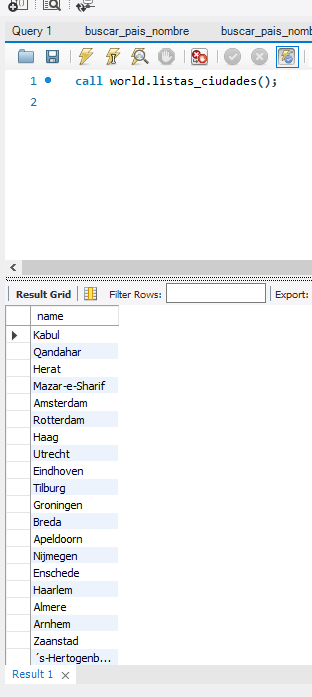 Query 1 buscar_pais_nombre buscar_pais_nomb
1 call world.listas_ciudades();
2
Result Grid Filter Rows: Export:
name
Kabul
Qandahar
Herat
Mazar-e-Sharif
Amsterdam
Rotterdam
Haag
Utrecht
Eindhoven
Tilburg
Groningen
Breda
Apeldoorn
Nijmegen
Enschede
Haarlem
Almere
Arnhem
Zaanstad
´s-Hertogenb...
Result 1